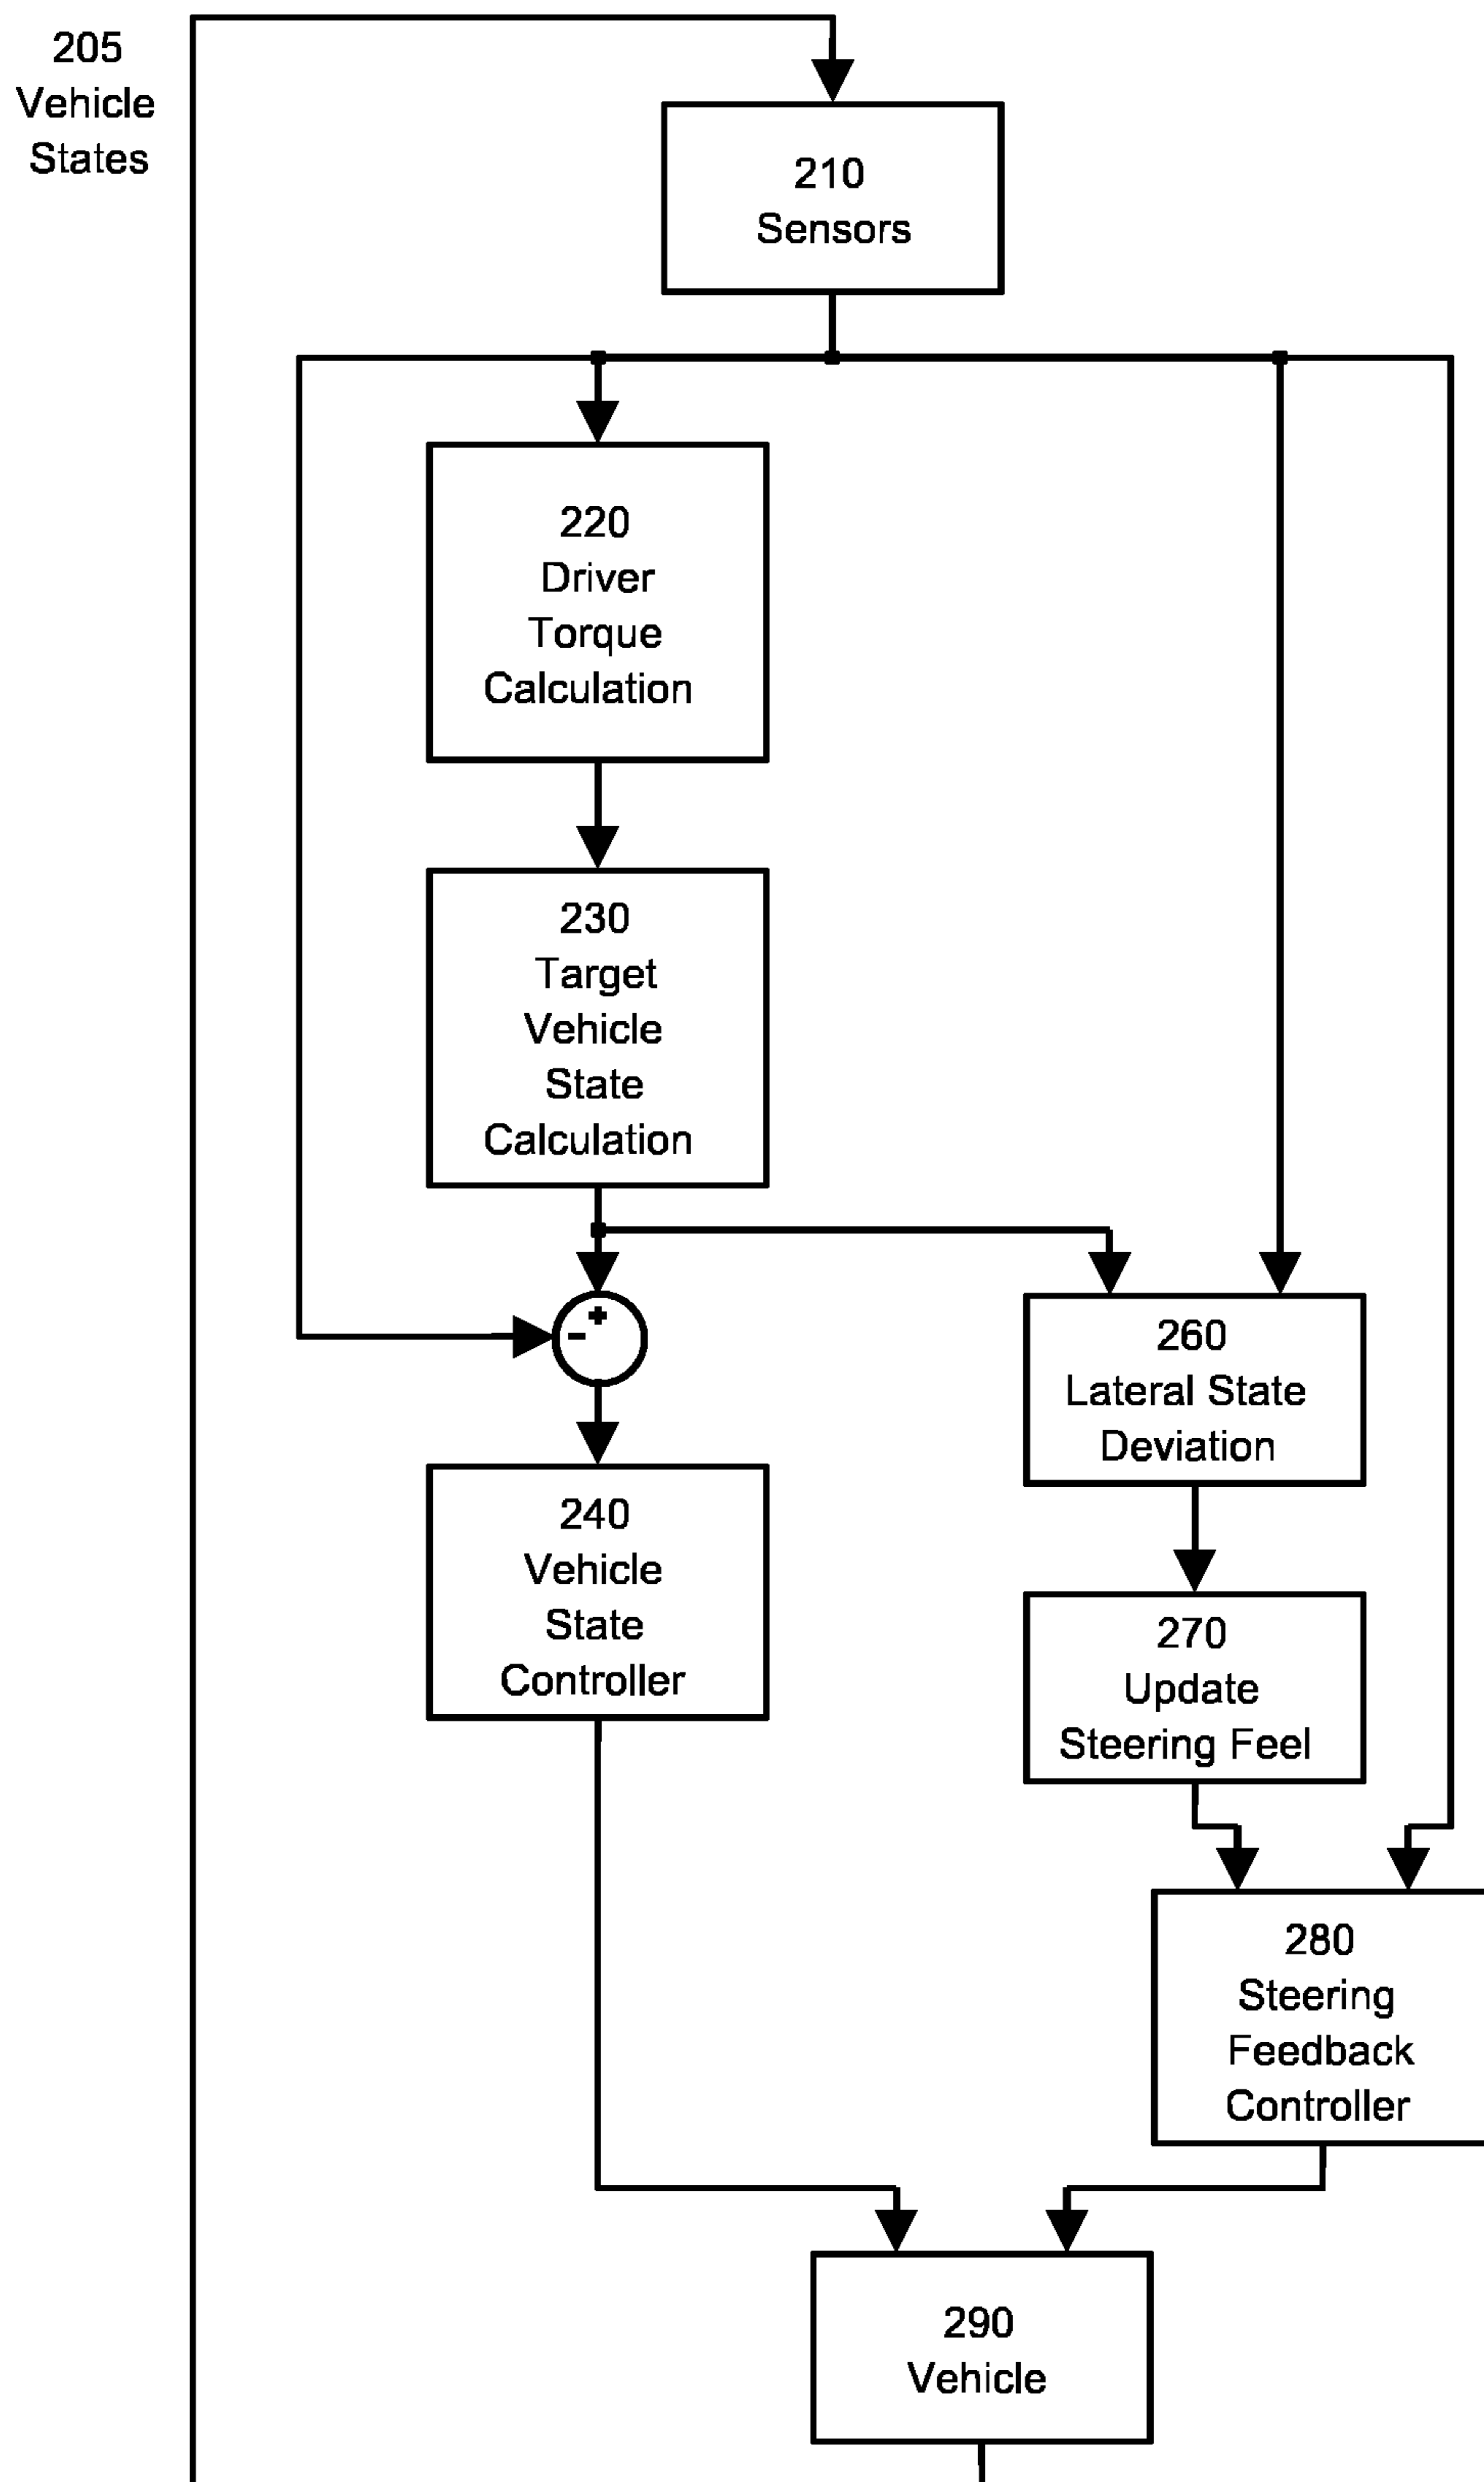 205
Vehicle
States
210
Sensors
220
Driver
Torque
Calculation
230
Target
Vehicle
State
Calculation
+
-
260
Lateral State
Deviation
240
Vehicle
State
Controller
270
Update
Steering Feel
280
Steering
Feedback
Controller
290
Vehicle